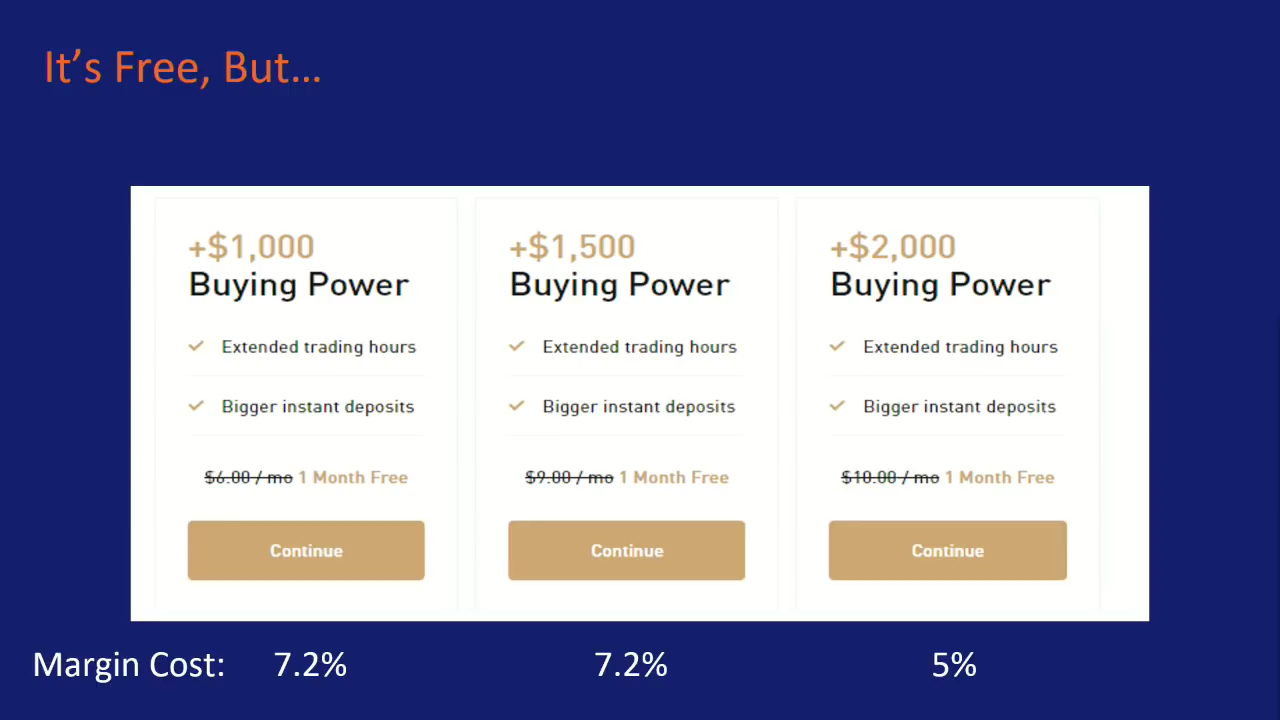 It's Free, But...
+$1,000
Buying Power
Extended trading hours
Bigger instant deposits
$6.00 / mo 1 Month Free
Continue
+$1,500
Buying Power
Extended trading hours
Bigger instant deposits
$9.00 / mo 1 Month Free
Continue
+$2,000
Buying Power
Extended trading hours
Bigger instant deposits
$10.00 / mo 1 Month Free
Continue
Margin Cost: 7.2% 7.2% 5%